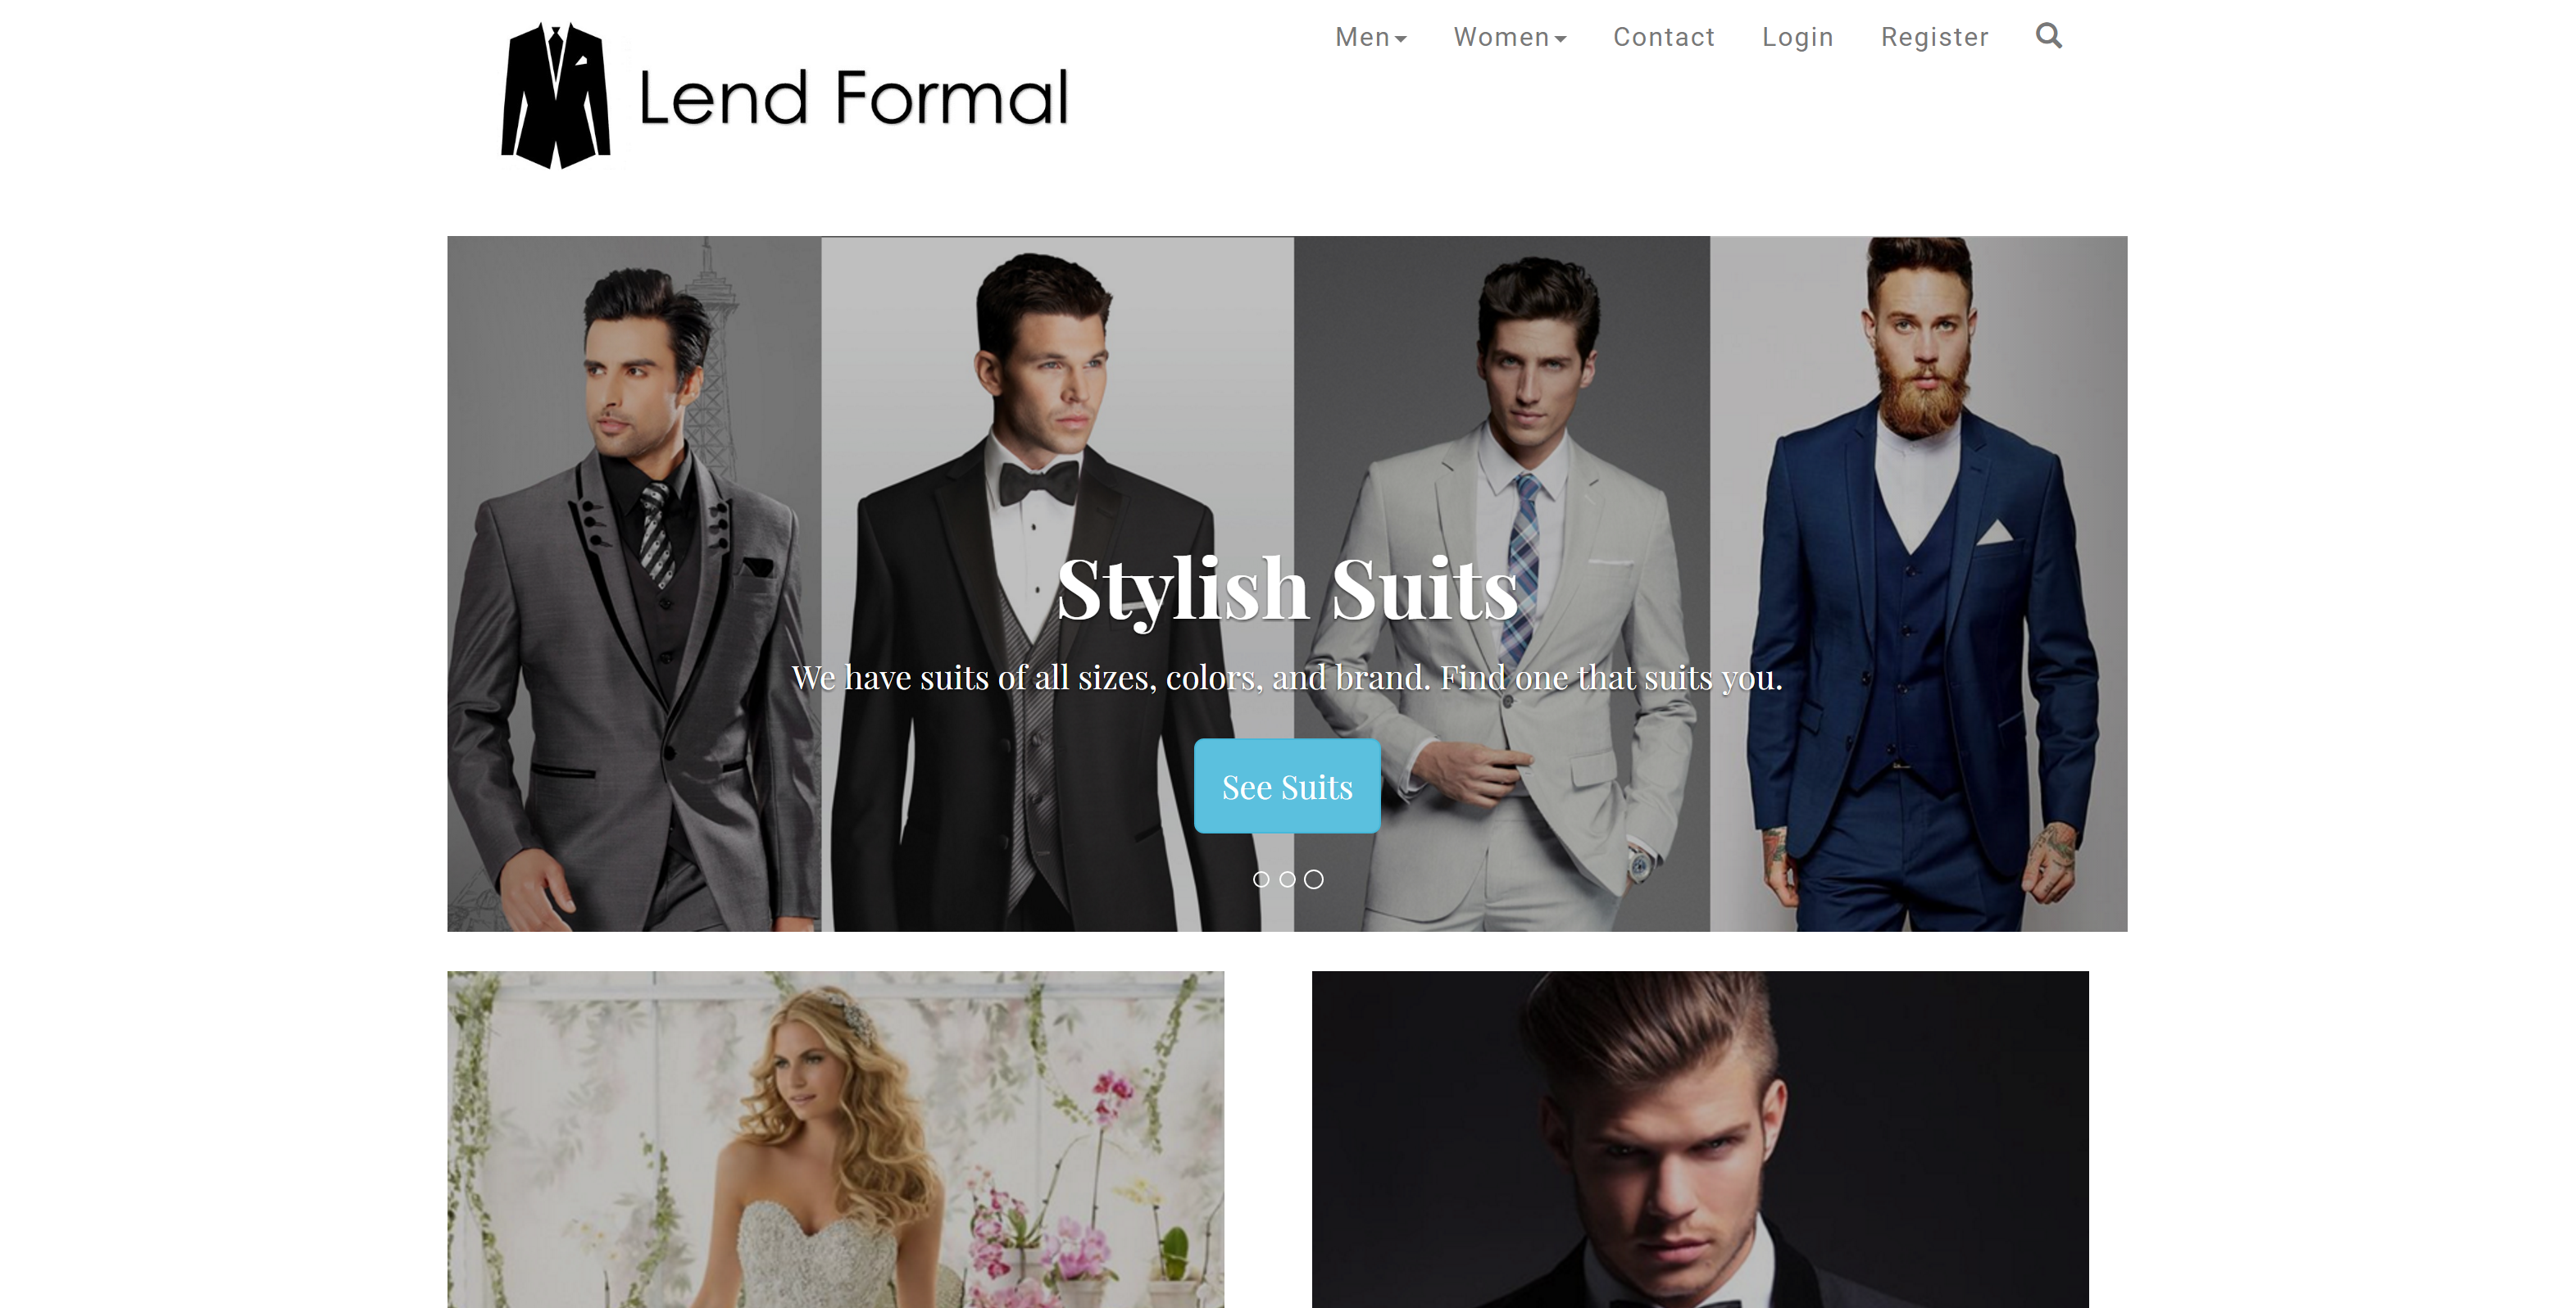 Lend Formal
Men Women Contact Login Register
Stylish Suits
We have suits of all sizes, colors, and brand. Find one that suits you.
See Suits